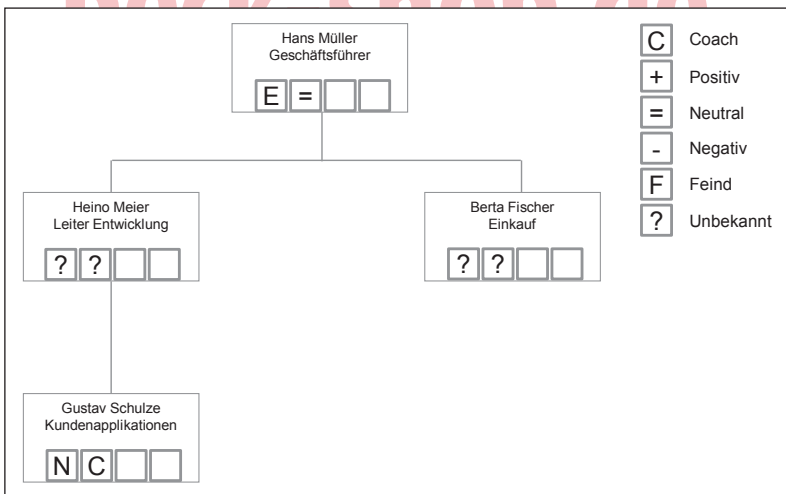 Hans Müller
Geschäftsführer
E =
Heino Meier
Leiter Entwicklung
? ?
Berta Fischer
Einkauf
? ?
Gustav Schulze
Kundenapplikationen
N C
C Coach
+ Positiv
= Neutral
- Negativ
F Feind
? Unbekannt